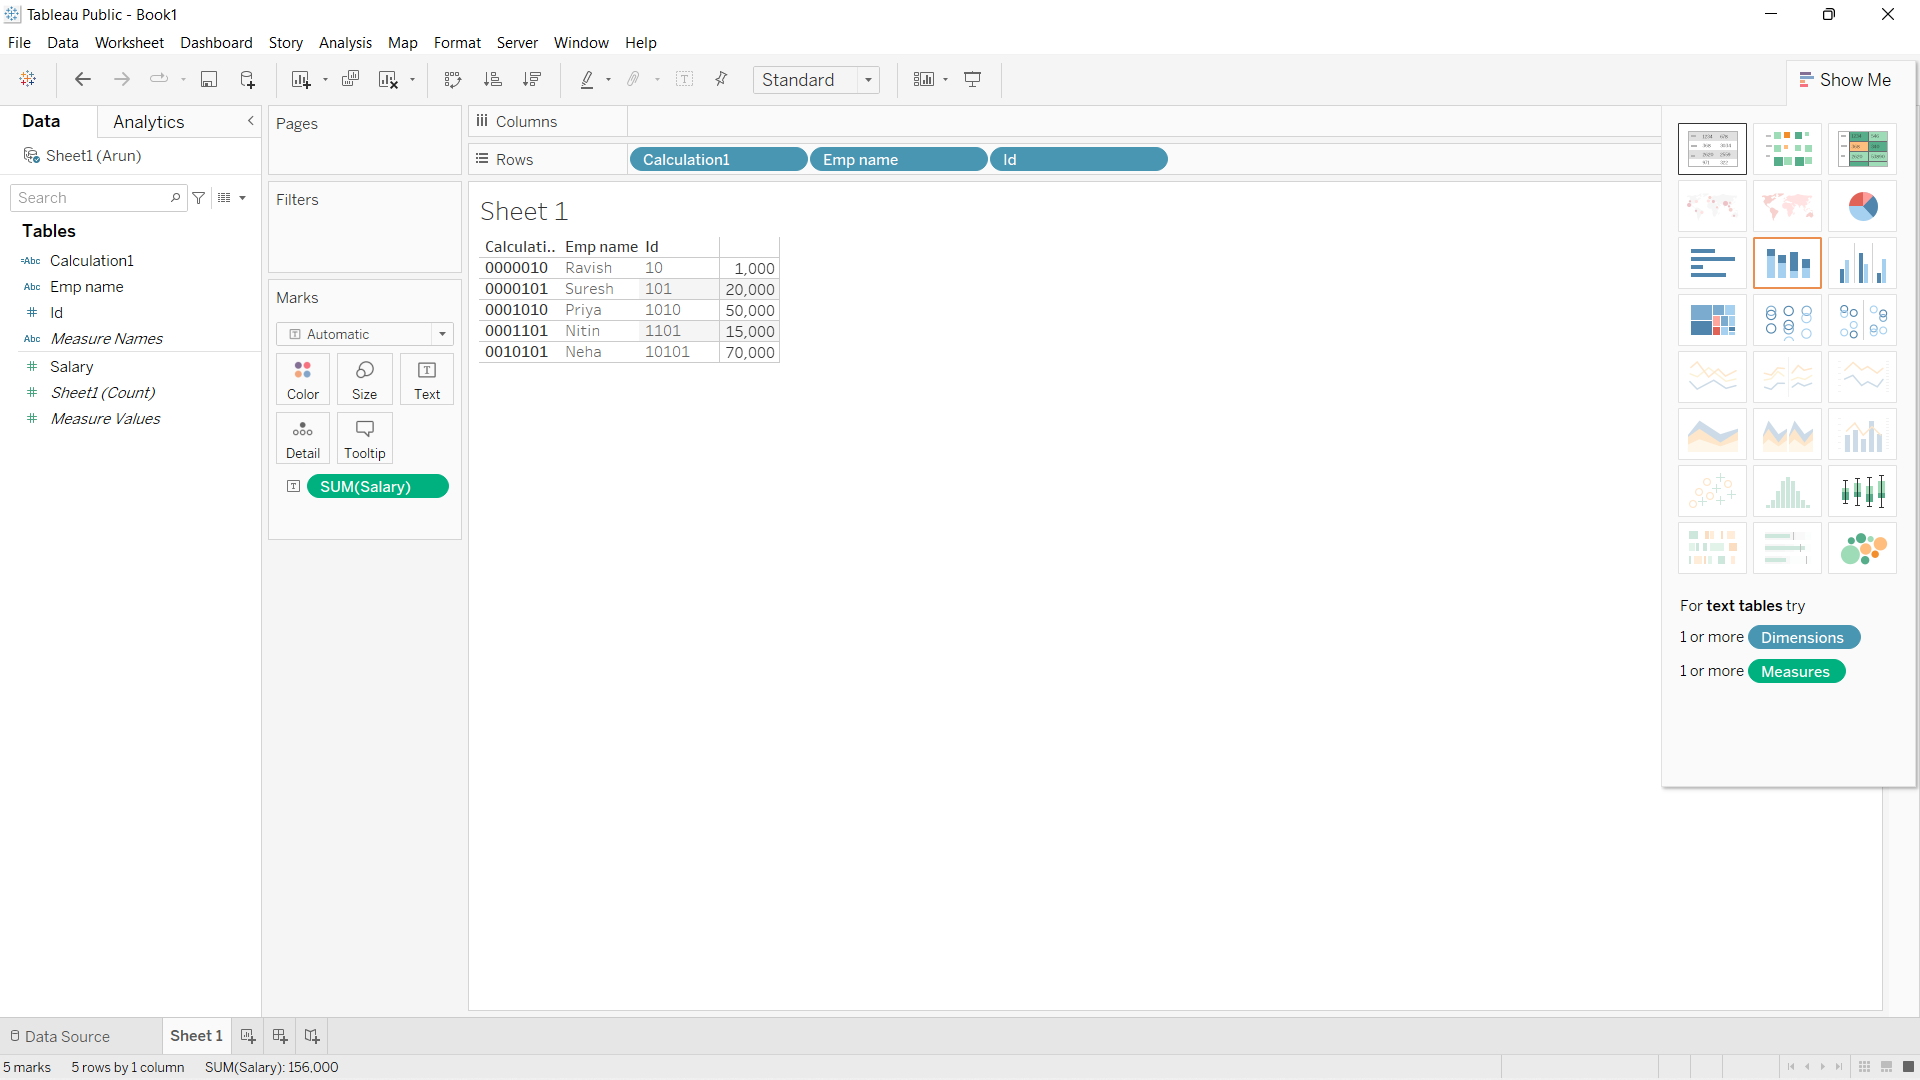 Tableau Public - Book1
File Data Worksheet Dashboard Story Analysis Map Format Server Window Help
Standard
Show Me
Data Analytics
Sheet1 (Arun)
Search
Tables
Abc Calculation1
Abc Emp name
Id
Abc Measure Names
Salary
Sheet1 (Count)
Measure Values
Pages
Filters
Marks
Automatic
Color Size Text
Detail Tooltip
SUM(Salary)
Columns
Rows Calculation1 Emp name Id
Sheet 1
Calculati.. Emp name Id
0000010 Ravish 10 1,000
0000101 Suresh 101 20,000
0001010 Priya 1010 50,000
0001101 Nitin 1101 15,000
0010101 Neha 10101 70,000
For text tables try
1 or more Dimensions
1 or more Measures
Data Source Sheet 1
5 marks 5 rows by 1 column SUM(Salary): 156,000